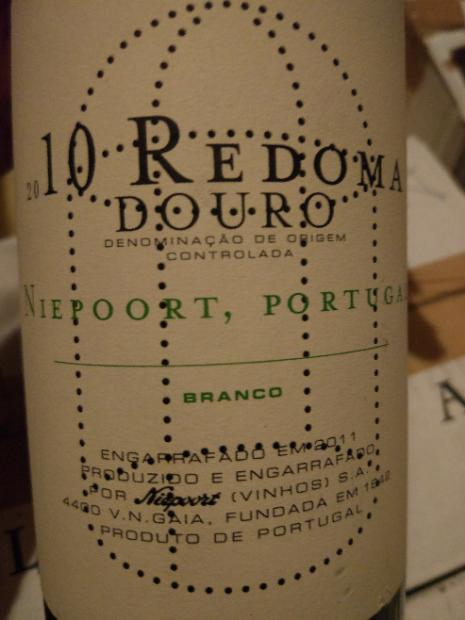 2010 REDOMA
DOURO
DENOMINAÇÃO DE ORIGEM
CONTROLADA
NIEPOORT, PORTUGA
BRANCO
ENGARRAFADO EM 2011
PRODUZIDO E ENGARRAFADO
POR Niepoort (VINHOS) S.A.
4400 V.N.GAIA, FUNDADA EM 1842
PRODUTO DE PORTUGAL
A